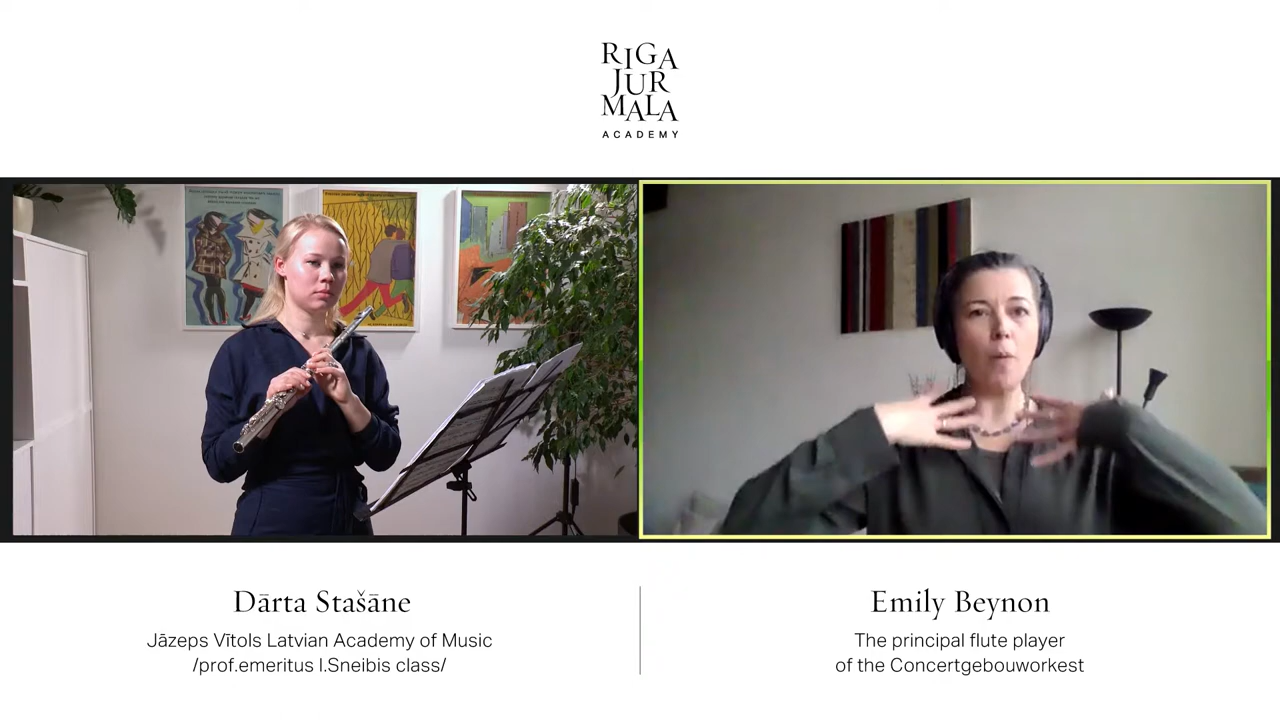 RIGA
JUR
MALA
ACADEMY
Dārta Stašāne
Jāzeps Vītols Latvian Academy of Music
/prof.emeritus I.Sneibis class/
Emily Beynon
The principal flute player
of the Concertgebouworkest